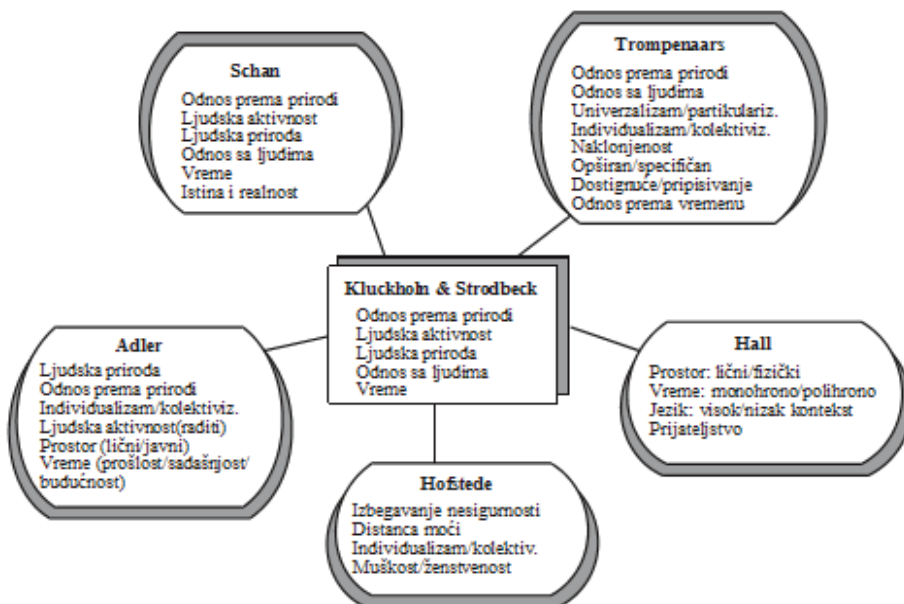 Schan
Odnos prema prirodi
Ljudska aktivnost
Ljudska priroda
Odnos sa ljudima
Vreme
Istina i realnost
Trompenaars
Odnos prema prirodi
Odnos sa ljudima
Univerzalizam/partikulariz.
Individualizam/kolektiviz.
Naklonjenost
Opširan/specifičan
Dostignuće/pripisivanje
Odnos prema vremenu
Kluckholn & Strodbeck
Odnos prema prirodi
Ljudska aktivnost
Ljudska priroda
Odnos sa ljudima
Vreme
Adler
Ljudska priroda
Odnos prema prirodi
Individualizam/kolektiviz.
Ljudska aktivnost(raditi)
Prostor (lični/javni)
Vreme (prošlost/sadašnjost/
budućnost)
Hall
Prostor: lični/fizički
Vreme: monohrono/polihrono
Jezik: visok/nizak kontekst
Prijateljstvo
Hofstede
Izbegavanje nesigurnosti
Distanca moći
Individualizam/kolektiv.
Muškost/ženstvenost